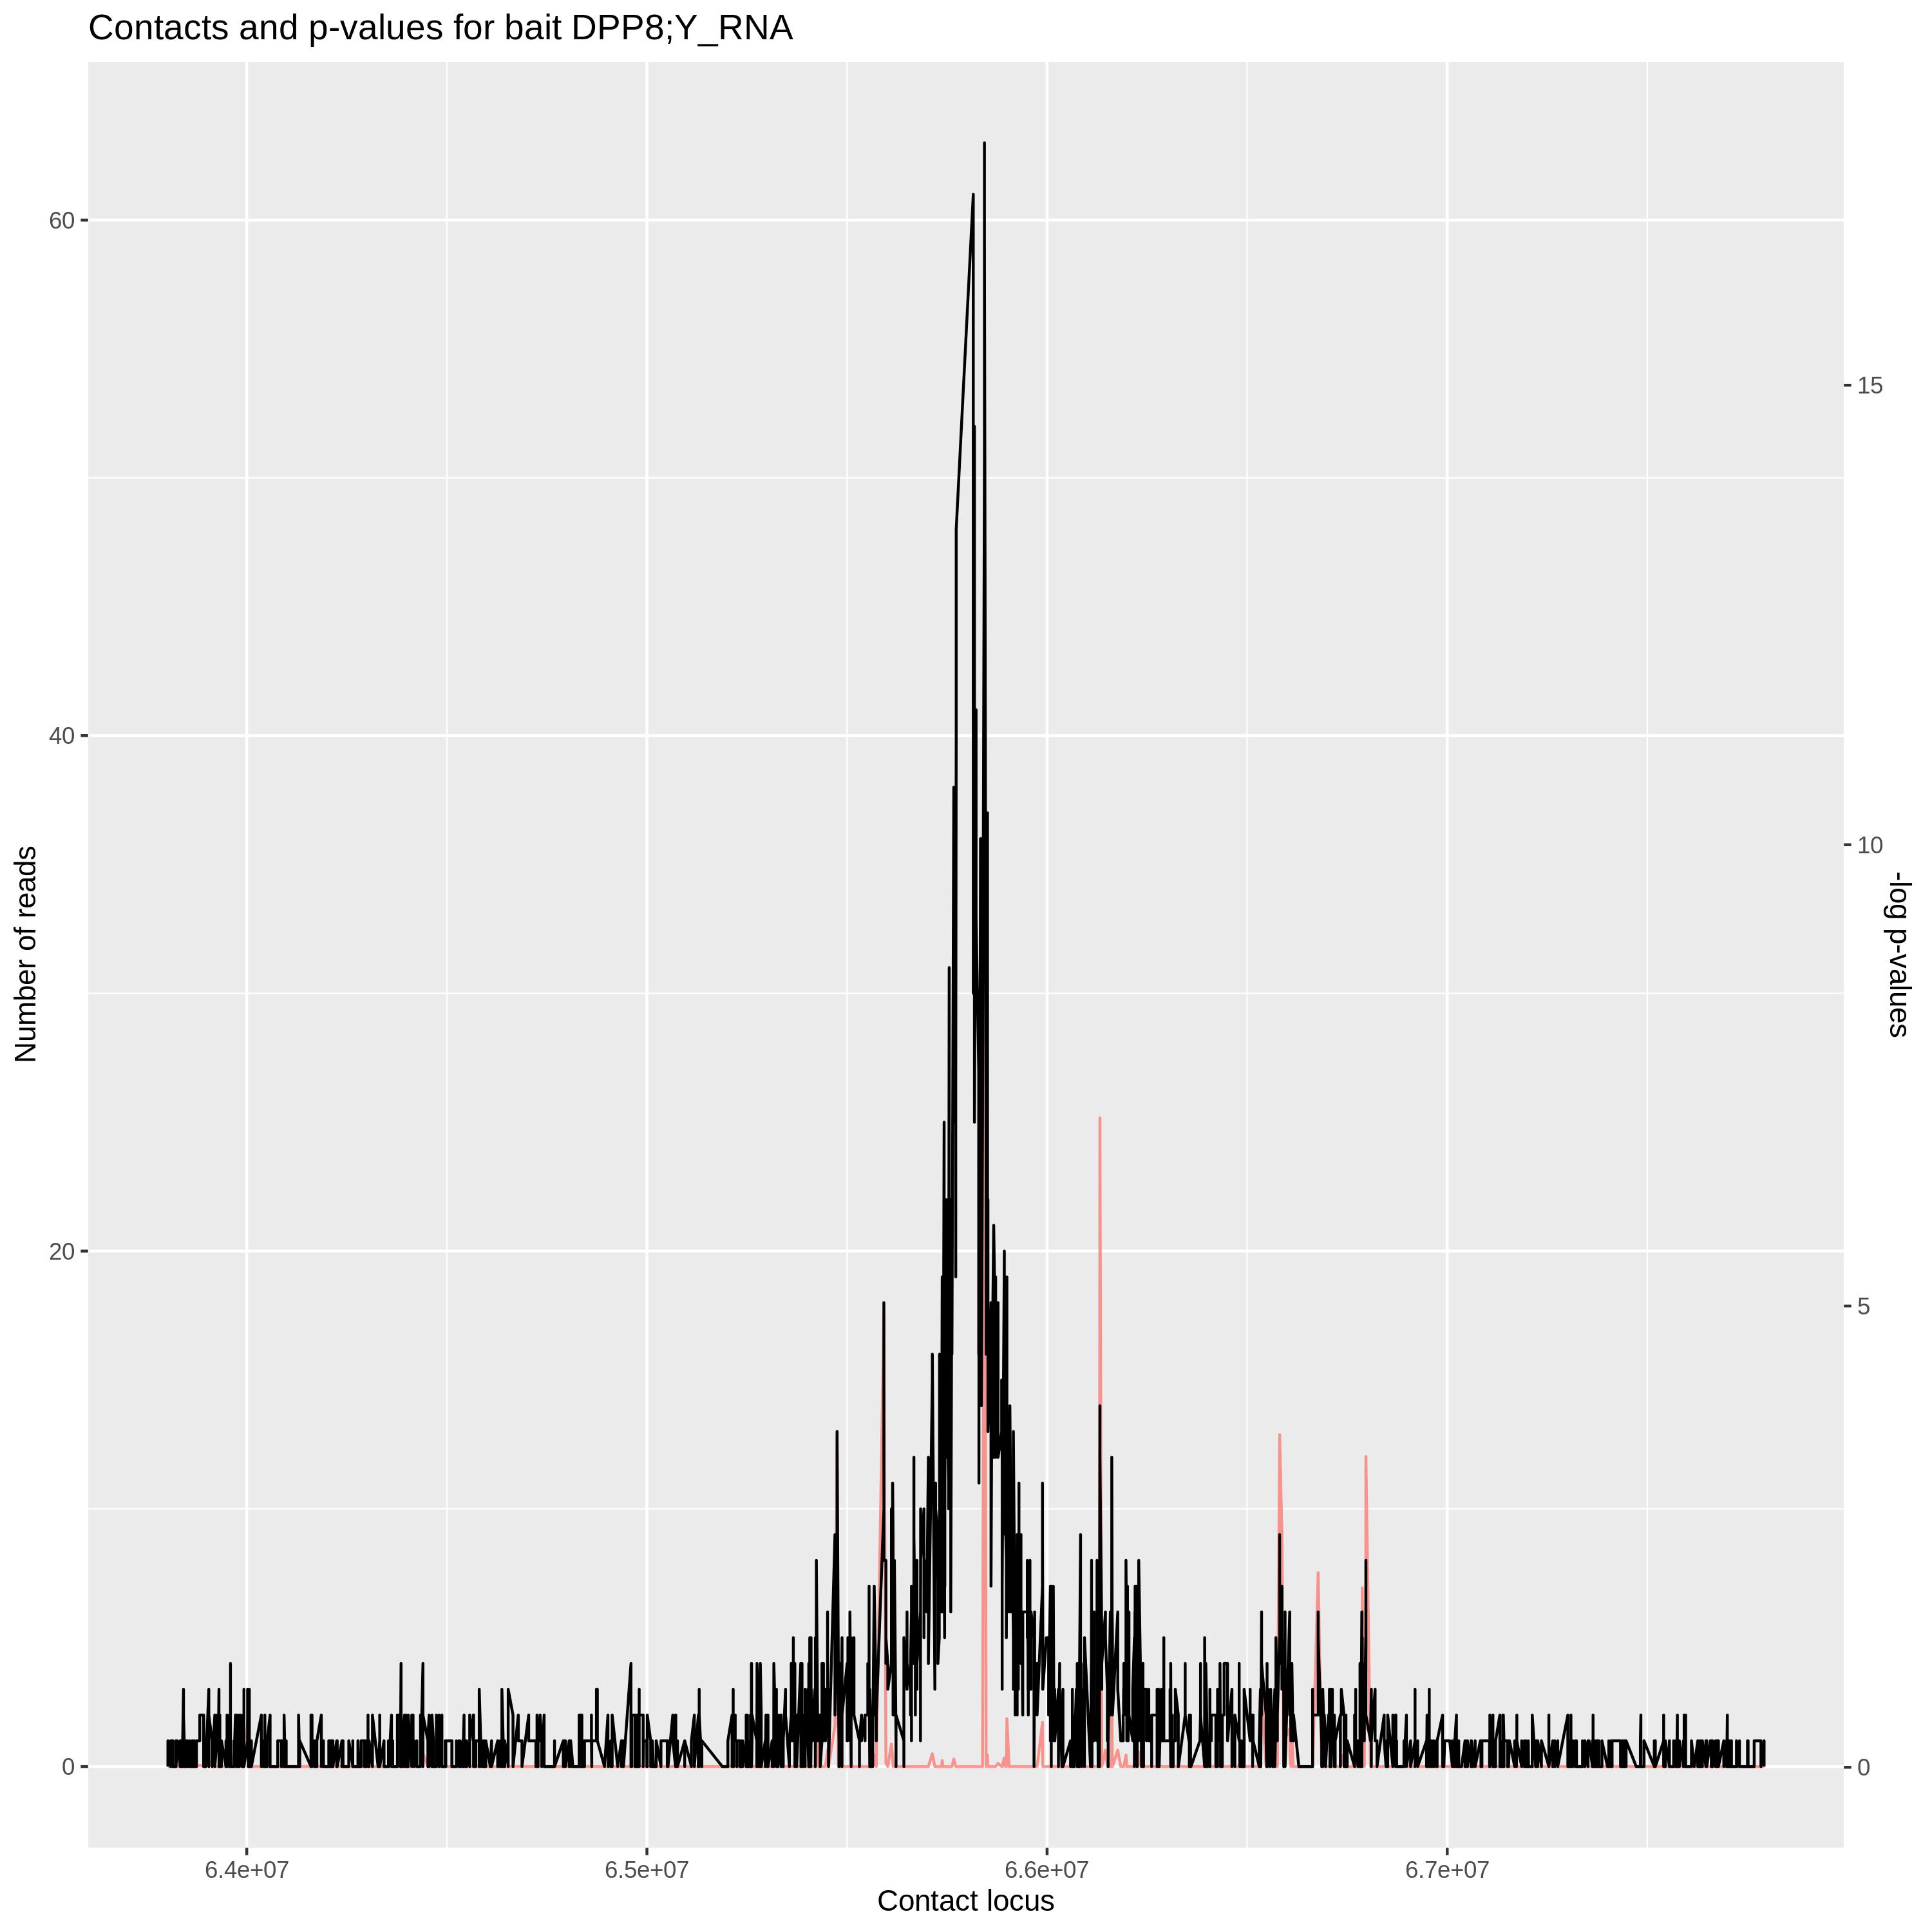 Contacts and p-values for bait DPP8;Y_RNA
60
40
20
0
Number of reads
15
10
5
0
-log p-values
6.4e+07
6.5e+07
6.6e+07
6.7e+07
Contact locus